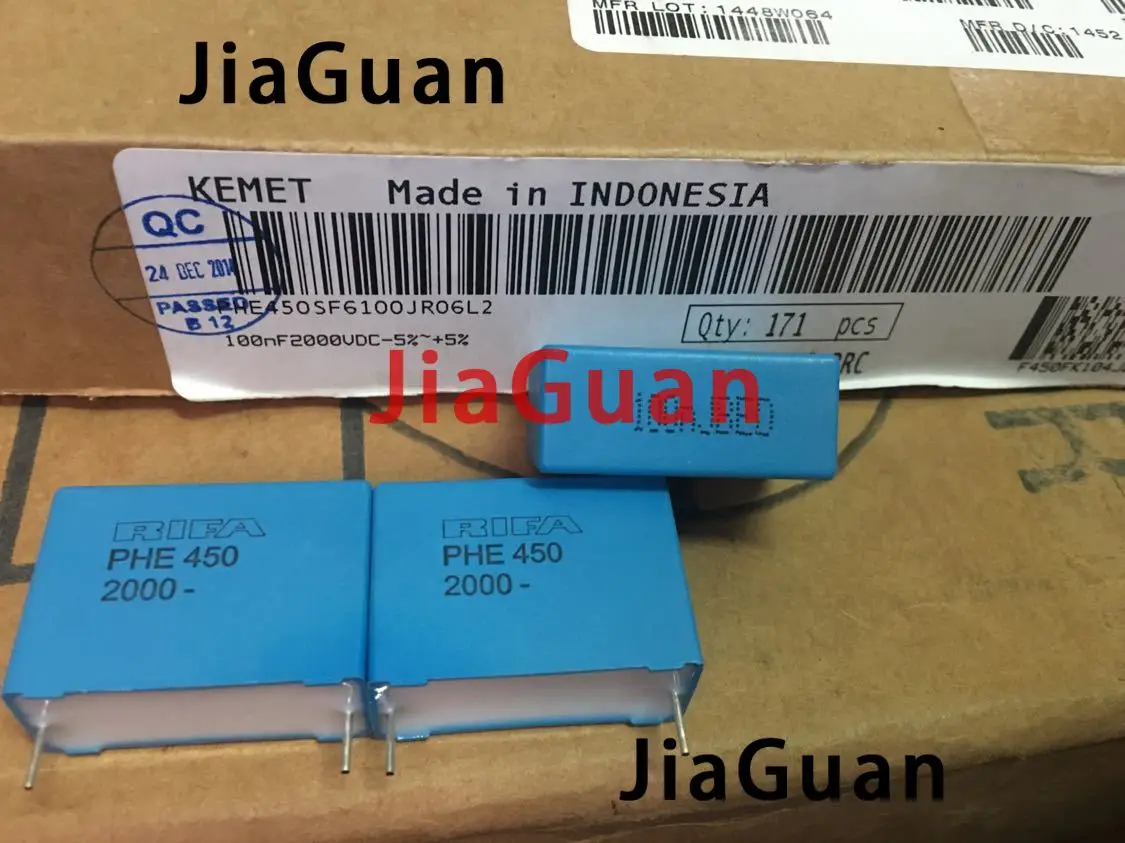 MFR LOT:1448W064
MFR D/C:1452
JiaGuan
KEMET Made in INDONESIA
QC
24 DEC 2014
PASSED
B 12
PHE450SF6100JR06L2
100nF2000VDC-5%~+5%
Qty: 171 pcs
JiaGuan
RIFA
PHE 450
2000 -
RIFA
PHE 450
2000 -
JiaGuan